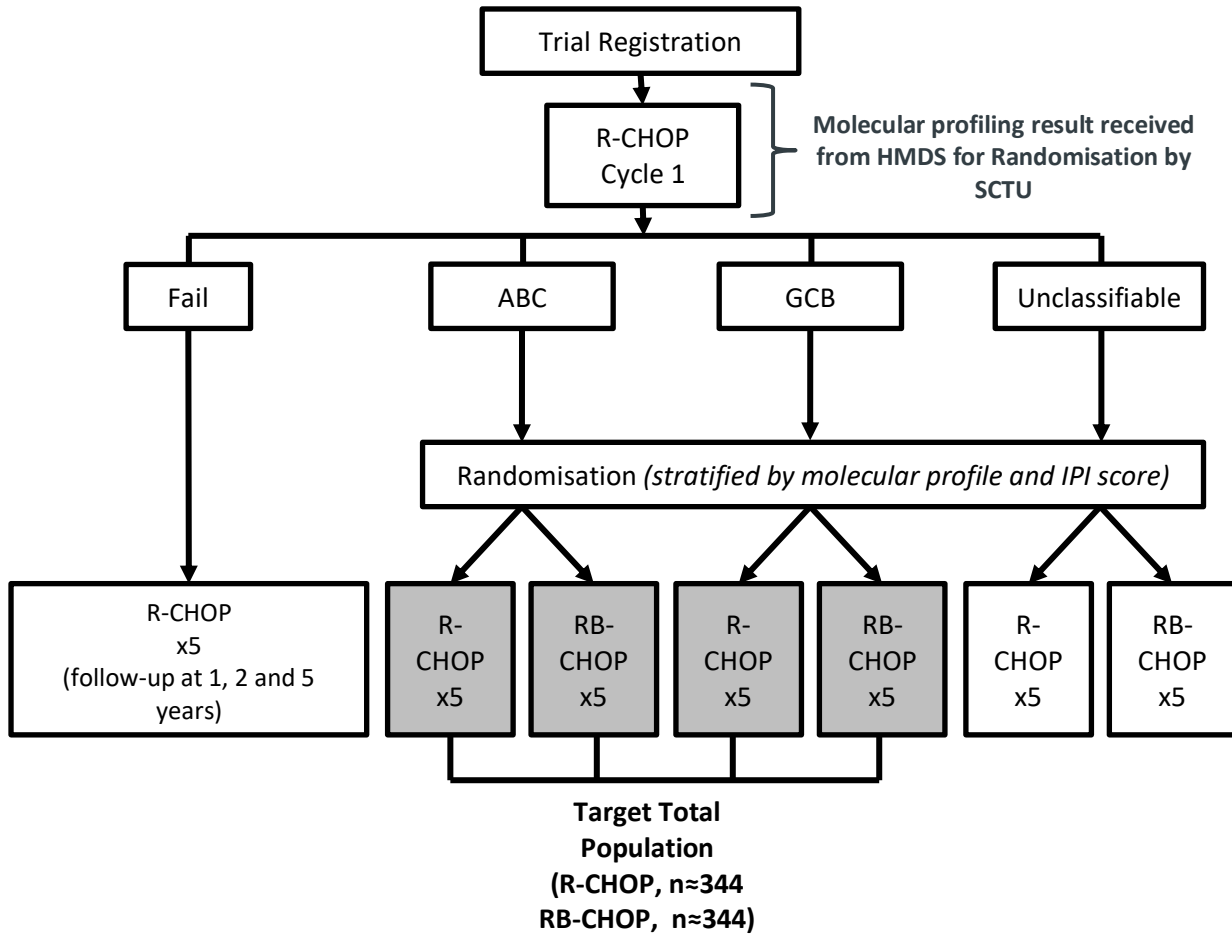 Trial Registration
R-CHOP
Cycle 1
Molecular profiling result received
from HMDS for Randomisation by
SCTU
Fail
ABC
GCB
Unclassifiable
Randomisation (stratified by molecular profile and IPI score)
R-CHOP
x5
(follow-up at 1, 2 and 5
years)
R-
CHOP
x5
RB-
CHOP
x5
R-
CHOP
x5
RB-
CHOP
x5
R-
CHOP
x5
RB-
CHOP
x5
Target Total
Population
(R-CHOP, n≈344
RB-CHOP, n≈344)